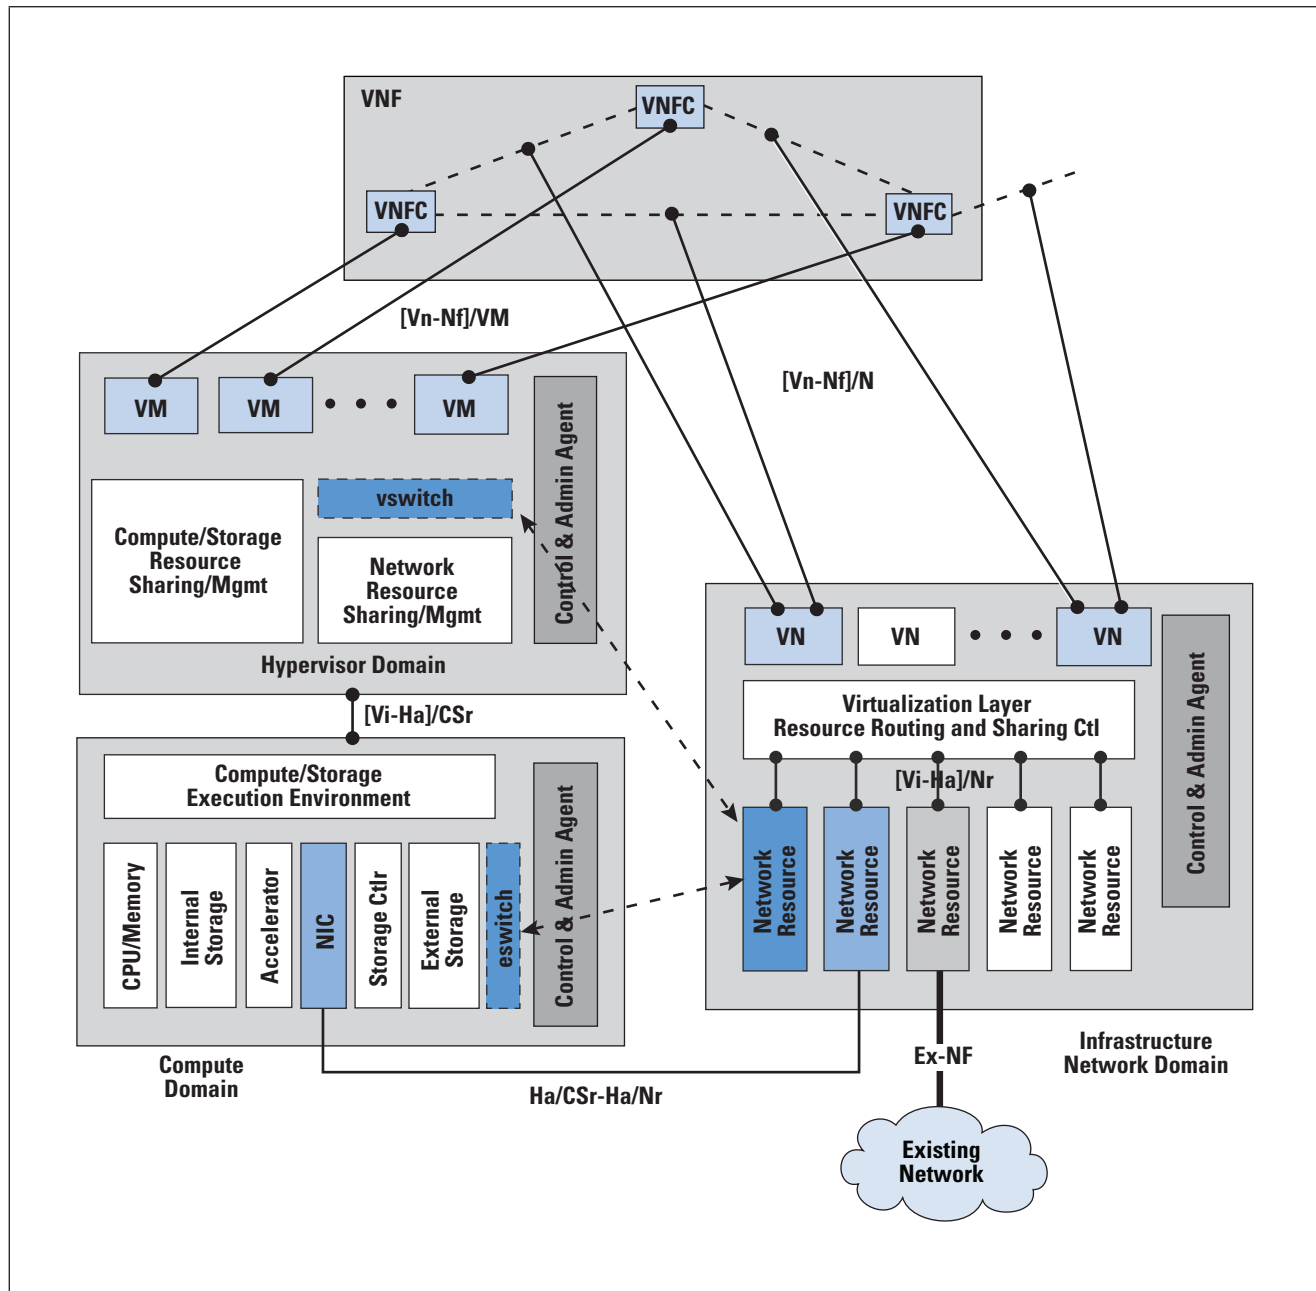 VNF
VNFC
VNFC
VNFC
[Vn-Nf]/VM
[Vn-Nf]/N
VM
VM
VM
Control & Admin Agent
vswitch
Compute/Storage
Resource
Sharing/Mgmt
Network
Resource
Sharing/Mgmt
Hypervisor Domain
[Vi-Ha]/CSr
Compute/Storage
Execution Environment
CPU/Memory
Internal
Storage
Accelerator
NIC
Storage Ctlr
External
Storage
eswitch
Control & Admin Agent
Compute
Domain
Ha/CSr-Ha/Nr
VN
VN
VN
Control & Admin Agent
Virtualization Layer
Resource Routing and Sharing Ctl
[Vi-Ha]/Nr
Network
Resource
Network
Resource
Network
Resource
Network
Resource
Network
Resource
Infrastructure
Network Domain
Ex-NF
Existing
Network